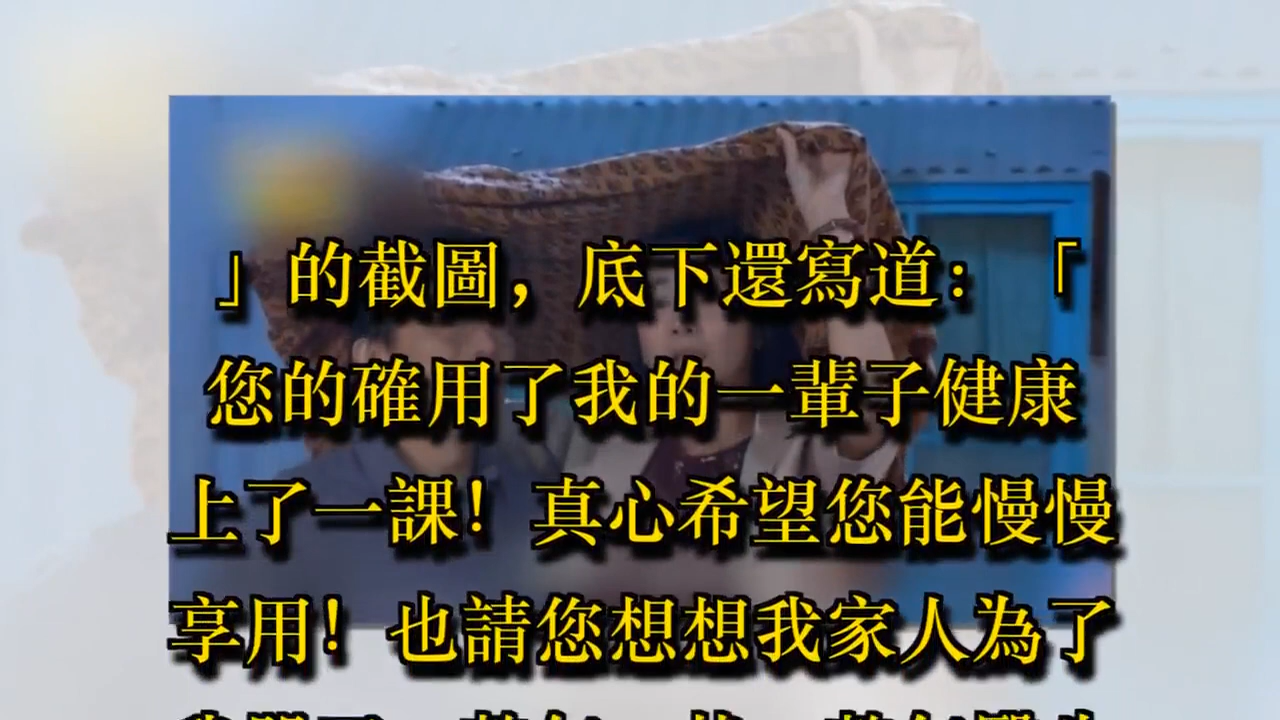 」的截圖，底下還寫道：「
您的確用了我的一輩子健康
上了一課！真心希望您能慢慢
享用！也請您想想我家人為了